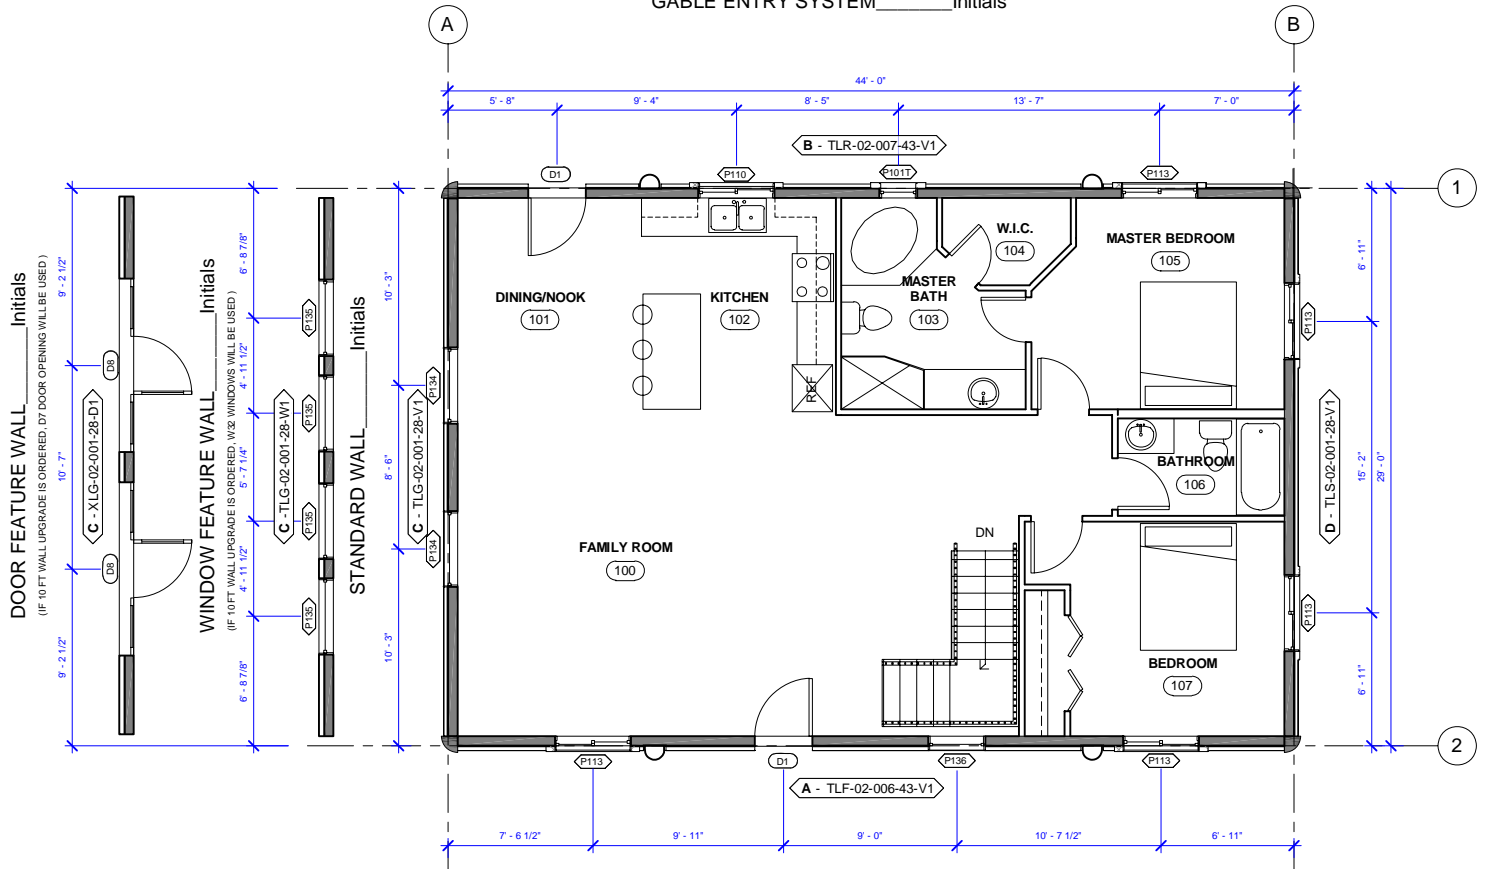 GABLE ENTRY SYSTEM_______Initials
A
B
44' - 0"
5' - 8"
9' - 4"
8' - 5"
13' - 7"
7' - 0"
B - TLR-02-007-43-V1
D1
P110
P101T
P113
1
DOOR FEATURE WALL______Initials
(IF 10 FT WALL UPGRADE IS ORDERED, D17 DOOR OPENING WILL BE USED )
9' - 2 1/2"
10' - 7"
9' - 2 1/2"
C - XLG-02-001-28-D1
D8
D8
WINDOW FEATURE WALL______Initials
(IF 10 FT WALL UPGRADE IS ORDERED, W32 WINDOWS WILL BE USED )
6' - 8 7/8"
4' - 11 1/2"
5' - 7 1/4"
4' - 11 1/2"
6' - 8 7/8"
C - TLG-02-001-28-W1
P135
P135
P135
P135
STANDARD WALL______Initials
10' - 3"
8' - 6"
10' - 3"
C - TLG-02-001-28-V1
P134
P134
DINING/NOOK
101
KITCHEN
102
REF
MASTER
BATH
103
W.I.C.
104
MASTER BEDROOM
105
BATHROOM
106
FAMILY ROOM
100
DN
BEDROOM
107
P113
P113
D - TLS-02-001-28-V1
6' - 11"
15' - 2"
6' - 11"
29' - 0"
2
P113
D1
P136
P113
A - TLF-02-006-43-V1
7' - 6 1/2"
9' - 11"
9' - 0"
10' - 7 1/2"
6' - 11"